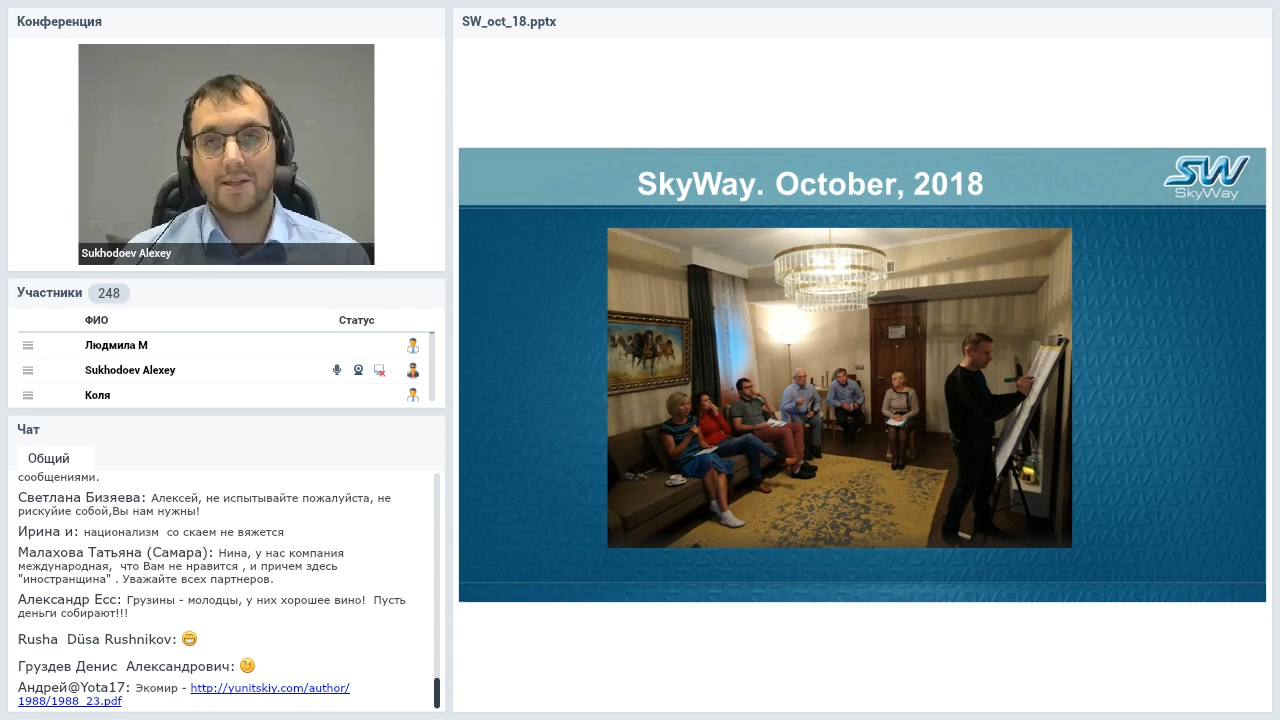 Конференция
Sukhodoev Alexey
Участники 248
ФИО Статус
Людмила М
Sukhodoev Alexey
Коля
Чат
Общий
сообщениями.
Светлана Бизяева: Алексей, не испытывайте пожалуйста, не
рискуйие собой,Вы нам нужны!
Ирина и: национализм со скаем не вяжется
Малахова Татьяна (Самара): Нина, у нас компания
международная, что Вам не нравится , и причем здесь
"иностранщина" . Уважайте всех партнеров.
Александр Есс: Грузины - молодцы, у них хорошее вино! Пусть
деньги собирают!!!
Rusha Düsa Rushnikov:
Груздев Денис Александрович:
Андрей@Yota17: Экомир - http://yunitskiy.com/author/
1988/1988_23.pdf
SW_oct_18.pptx
SkyWay. October, 2018
SW
SkyWay